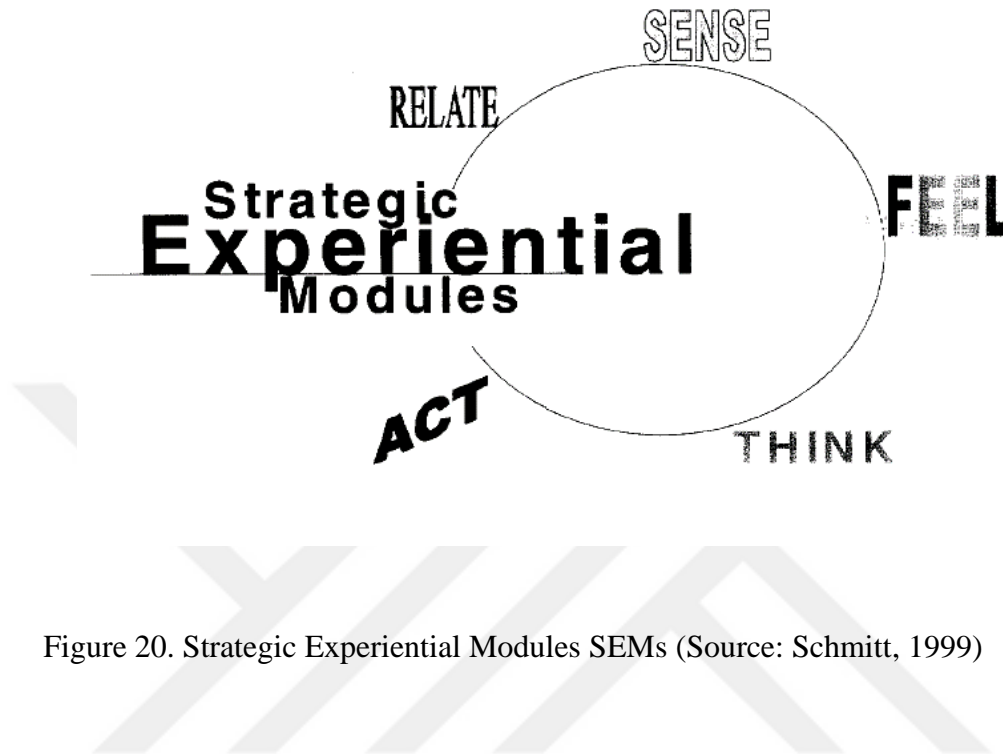 SENSE
RELATE
FEEL
Strategic
Experiential
Modules
ACT
THINK
Figure 20. Strategic Experiential Modules SEMs (Source: Schmitt, 1999)